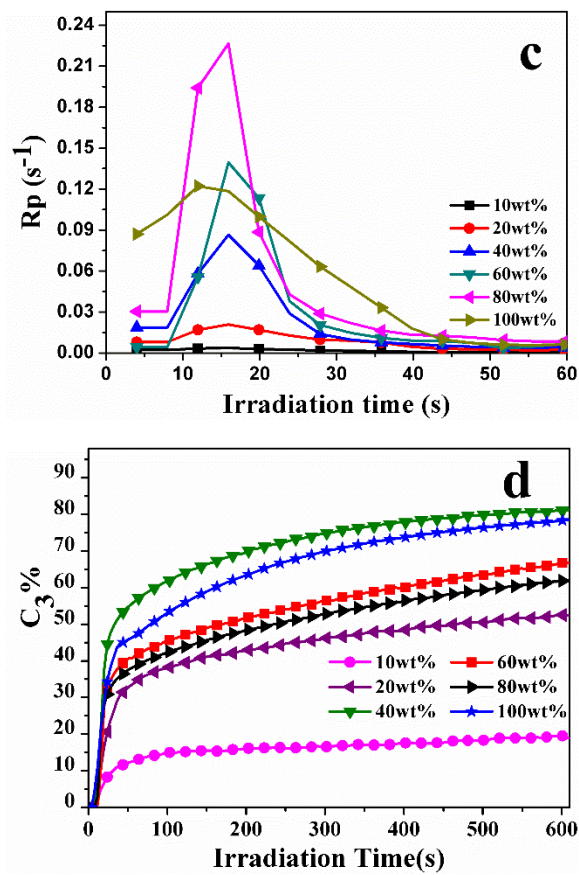 c
0.24
0.21
0.18
0.15
0.12
0.09
0.06
0.03
0.00
Rp (s-1)
10wt%
20wt%
40wt%
60wt%
80wt%
100wt%
0 10 20 30 40 50 60
Irradiation time (s)
d
90
80
70
60
50
40
30
20
10
0
C3%
10wt% 60wt%
20wt% 80wt%
40wt% 100wt%
0 100 200 300 400 500 600
Irradiation Time(s)